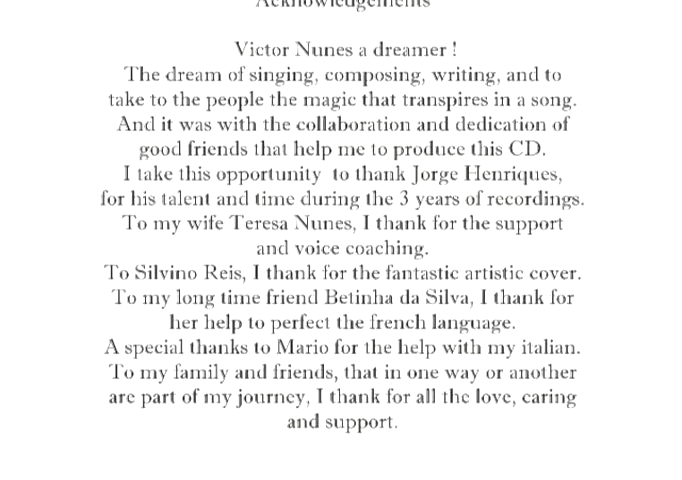 Acknowledgements
Victor Nunes a dreamer !
The dream of singing, composing, writing, and to
take to the people the magic that transpires in a song.
And it was with the collaboration and dedication of
good friends that help me to produce this CD.
I take this opportunity to thank Jorge Henriques,
for his talent and time during the 3 years of recordings.
To my wife Teresa Nunes, I thank for the support
and voice coaching.
To Silvino Reis, I thank for the fantastic artistic cover.
To my long time friend Betinha da Silva, I thank for
her help to perfect the french language.
A special thanks to Mario for the help with my italian.
To my family and friends, that in one way or another
are part of my journey, I thank for all the love, caring
and support.